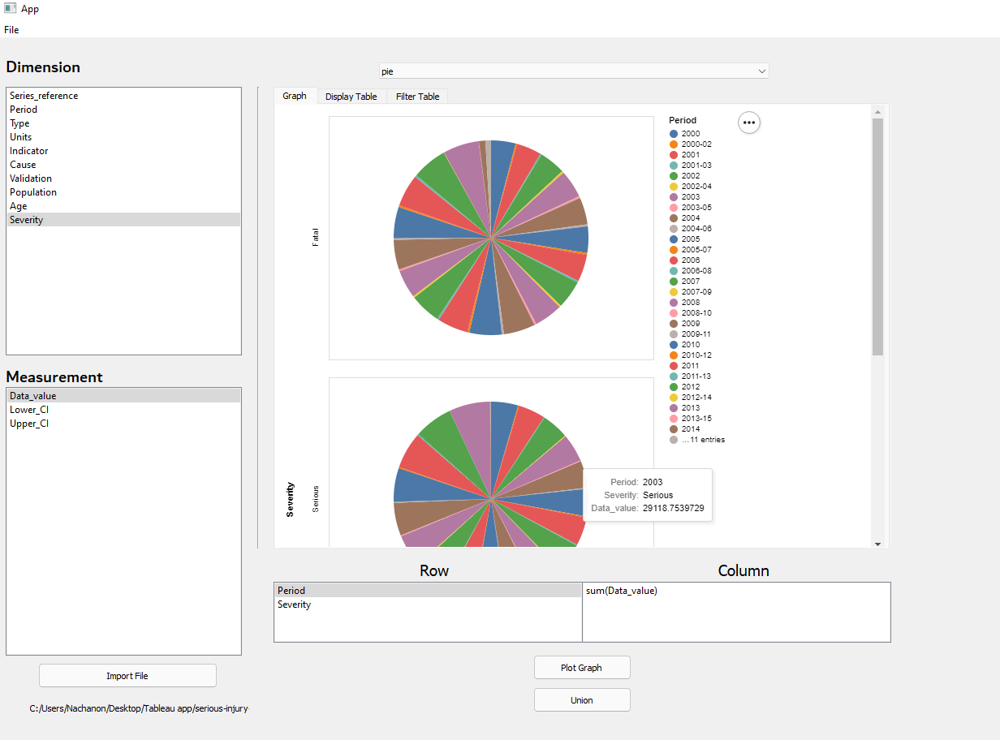 App
File
Dimension
Series_reference
Period
Type
Units
Indicator
Cause
Validation
Population
Age
Severity
Measurement
Data_value
Lower_CI
Upper_CI
Import File
C:/Users/Nachanon/Desktop/Tableau app/serious-injury
pie
Graph
Display Table
Filter Table
Fatal
Severity
Serious
Period
2000
2000-02
2001
2001-03
2002
2002-04
2003
2003-05
2004
2004-06
2005
2005-07
2006
2006-08
2007
2007-09
2008
2008-10
2009
2009-11
2010
2010-12
2011
2011-13
2012
2012-14
2013
2013-15
2014
...11 entries
Period: 2003
Severity: Serious
Data_value: 29118.7539729
Row
Column
Period
Severity
sum(Data_value)
Plot Graph
Union